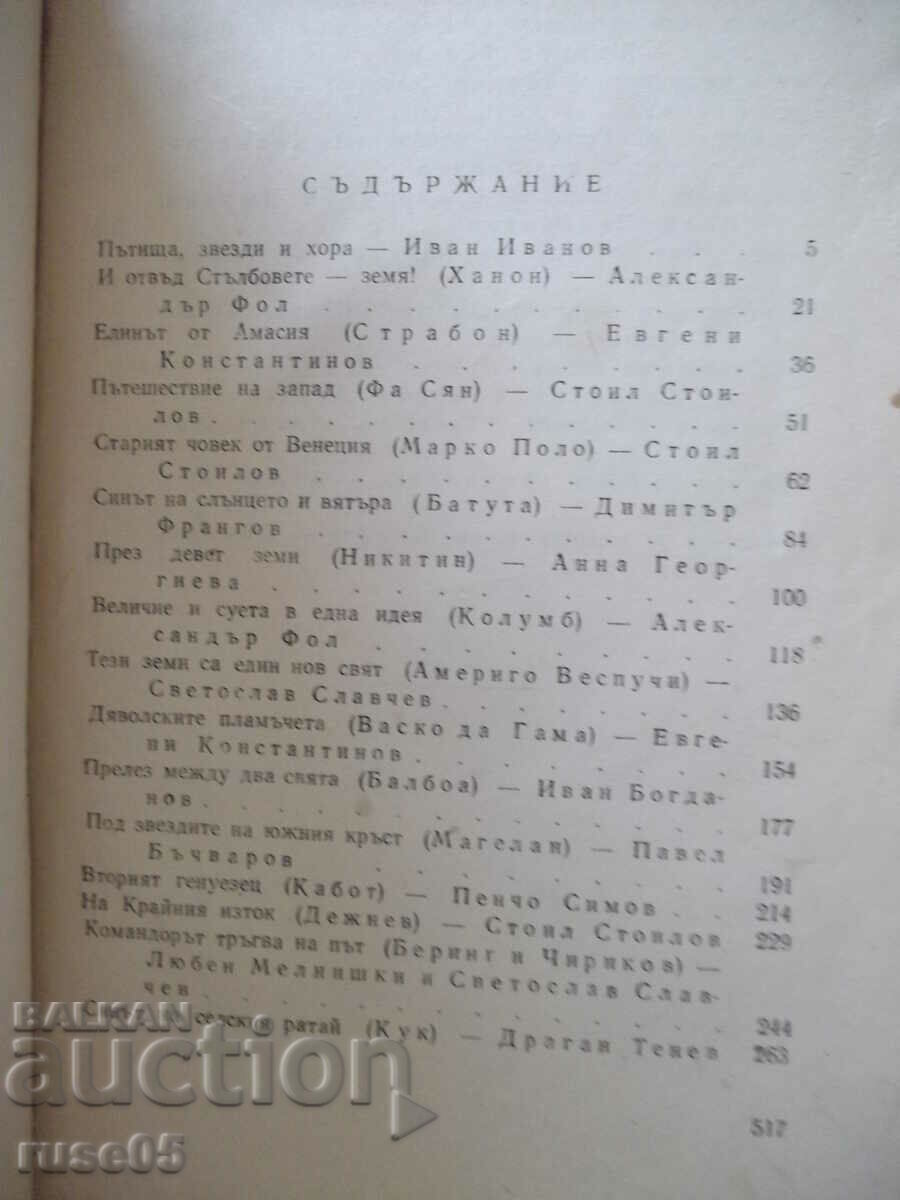 СЪДЪРЖАНИЕ
Пътища, звезди и хора — Иван Иванов . . . 5
И отвъд Стълбовете — земя! (Ханон) — Алексан-
дър Фол . . . . . . . . . . 21
Елинът от Амасия (Страбон) — Евгени
Константинов . . . . . . . 36
Пътешествие на запад (Фа Сян) — Стоил Стои-
лов . . . . . . . . . . . . 51
Старият човек от Венеция (Марко Поло) — Стоил
Стоилов . . . . . . . . . . 62
Синът на слънцето и вятъра (Батута) — Димитър
Франгов . . . . . . . . . . 84
През девет земи (Никитин) — Анна Геор-
гиева . . . . . . . . . . . 100
Величие и суета в една идея (Колумб) — Алек-
сандър Фол . . . . . . . . 118
Тези земи са един нов свят (Америго Веспучи) —
Светослав Славчев . . . . . . . 136
Дяволските пламъчета (Васко да Гама) — Евге-
ни Константинов . . . . . . . 154
Прелез между два свята (Балбоа) — Иван Богда-
нов . . . . . . . . . . . . 177
Под звездите на южния кръст (Магелан) — Павел
Бъчваров . . . . . . . . . 191
Вторият генуезец (Кабот) — Пенчо Симов . . 214
На Крайния изток (Дежнев) — Стоил Стоилов 229
Командорът тръгва на път (Беринг и Чириков) —
Любен Мелнишки и СветославСлав-
чев . . . . . . . . . . . . 244
Синът на селския ратай (Кук) — Драган Тенев 263
517
BALKAN
auction
ruse05